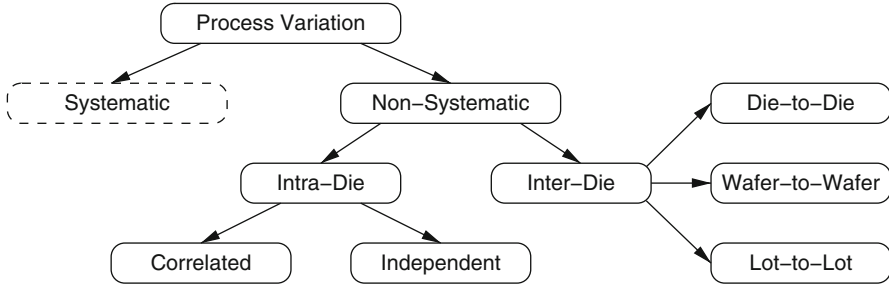 Process Variation
Systematic
Non−Systematic
Die−to−Die
Intra−Die
Inter−Die
Wafer−to−Wafer
Correlated
Independent
Lot−to−Lot